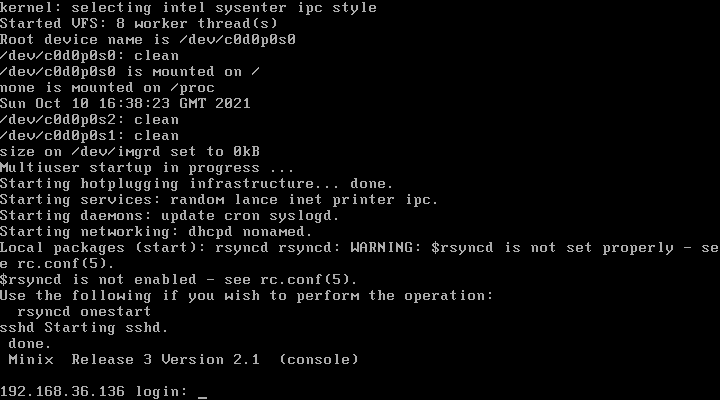 kernel: selecting intel sysenter ipc style
Started VFS: 8 worker thread(s)
Root device name is /dev/c0d0p0s0
/dev/c0d0p0s0: clean
/dev/c0d0p0s0 is mounted on /
none is mounted on /proc
Sun Oct 10 16:38:23 GMT 2021
/dev/c0d0p0s2: clean
/dev/c0d0p0s1: clean
size on /dev/imgrd set to 0kB
Multiuser startup in progress ...
Starting hotplugging infrastructure... done.
Starting services: random lance inet printer ipc.
Starting daemons: update cron syslogd.
Starting networking: dhcpd nonamed.
Local packages (start): rsyncd rsyncd: WARNING: $rsyncd is not set properly - se
e rc.conf(5).
$rsyncd is not enabled - see rc.conf(5).
Use the following if you wish to perform the operation:
  rsyncd onestart
sshd Starting sshd.
 done.
 Minix  Release 3 Version 2.1  (console)

192.168.36.136 login: _